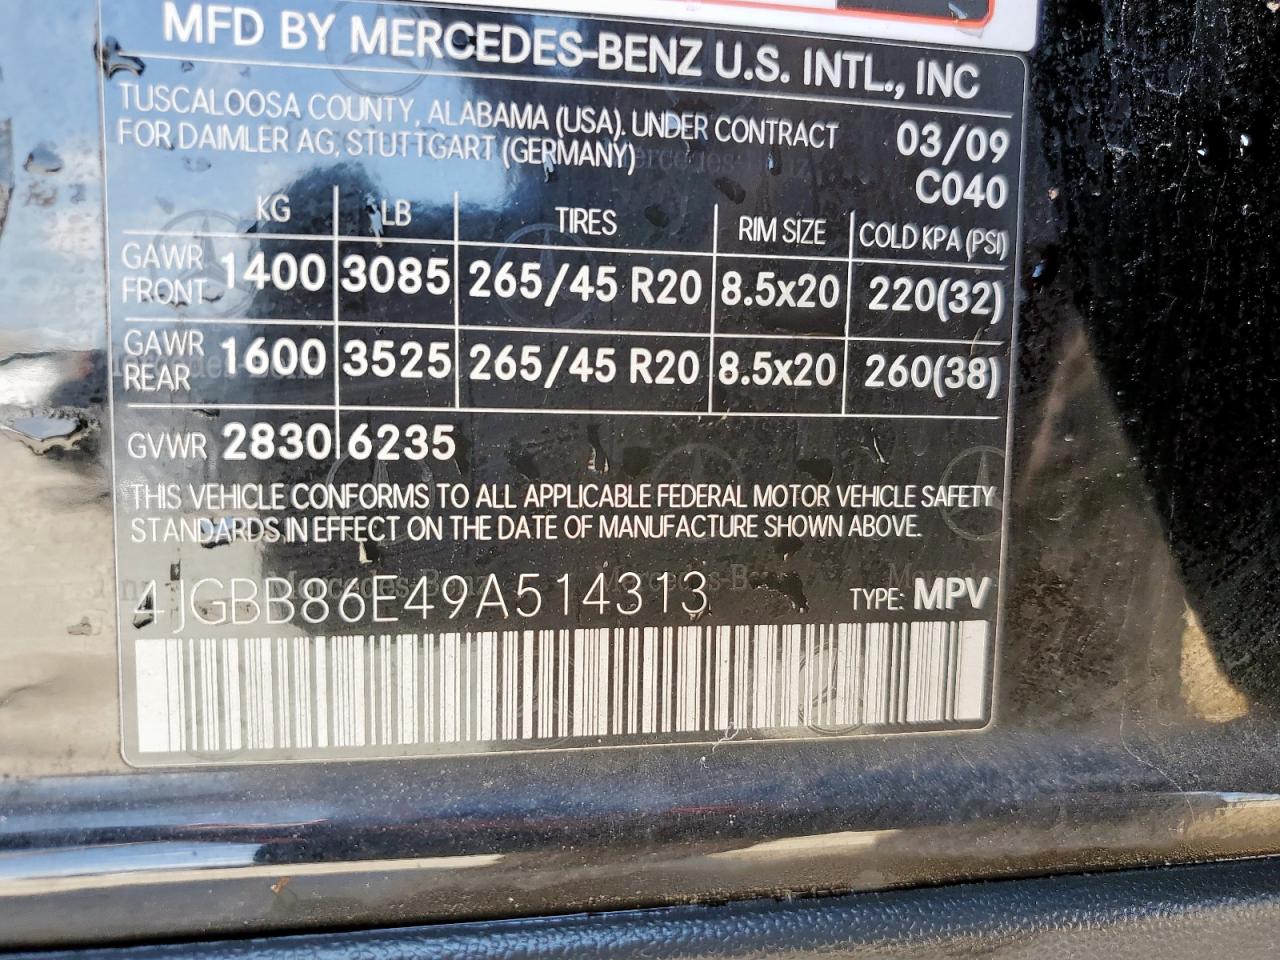 MFD BY MERCEDES-BENZ U.S. INTL., INC
TUSCALOOSA COUNTY, ALABAMA (USA). UNDER CONTRACT
FOR DAIMLER AG, STUTTGART (GERMANY)
03/09
C040
KG LB TIRES RIM SIZE COLD KPA (PSI)
GAWR FRONT 1400 3085 265/45 R20 8.5x20 220(32)
GAWR REAR 1600 3525 265/45 R20 8.5x20 260(38)
GVWR 2830 6235
THIS VEHICLE CONFORMS TO ALL APPLICABLE FEDERAL MOTOR VEHICLE SAFETY
STANDARDS IN EFFECT ON THE DATE OF MANUFACTURE SHOWN ABOVE.
4JGBB86E49A514313 TYPE: MPV